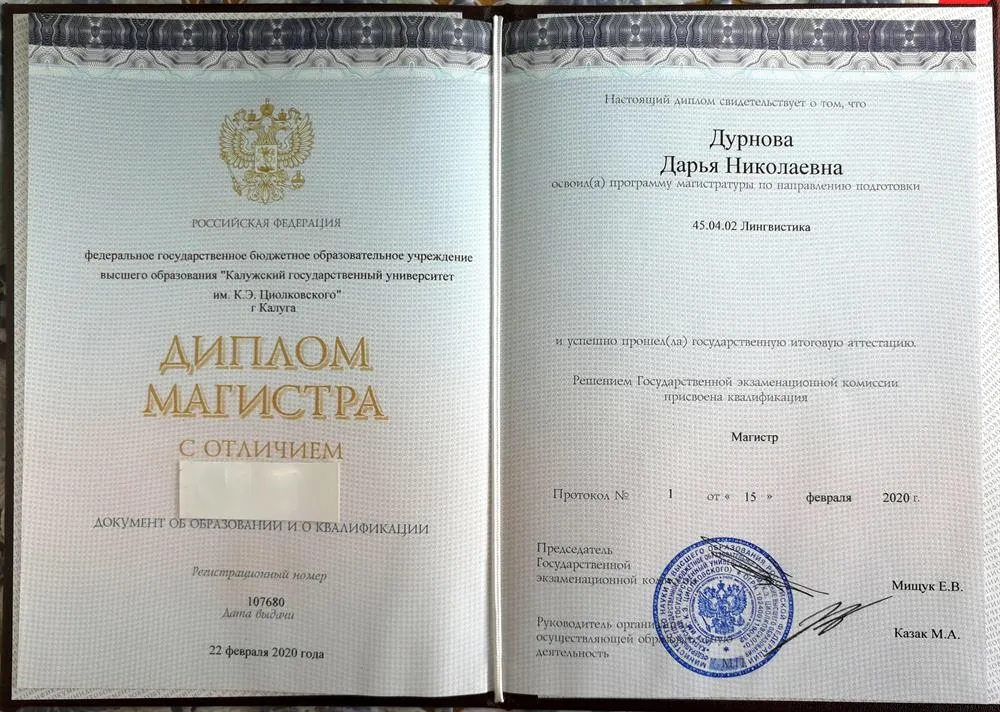 РОССИЙСКАЯ ФЕДЕРАЦИЯ
федеральное государственное бюджетное образовательное учреждение
высшего образования "Калужский государственный университет
им. К.Э. Циолковского"
г Калуга
ДИПЛОМ
МАГИСТРА
С ОТЛИЧИЕМ
ДОКУМЕНТ ОБ ОБРАЗОВАНИИ И О КВАЛИФИКАЦИИ
Регистрационный номер
107680
Дата выдачи
22 февраля 2020 года
Настоящий диплом свидетельствует о том, что
Дурнова
Дарья Николаевна
освоил(а) программу магистратуры по направлению подготовки
45.04.02 Лингвистика
и успешно прошел(ла) государственную итоговую аттестацию.
Решением Государственной экзаменационной комиссии
присвоена квалификация
Магистр
Протокол № 1 от « 15 » февраля 2020 г.
Председатель
Государственной
экзаменационной
Мищук Е.В.
Руководитель
осуществляющей
деятельность
Казак М.А.
М.П.